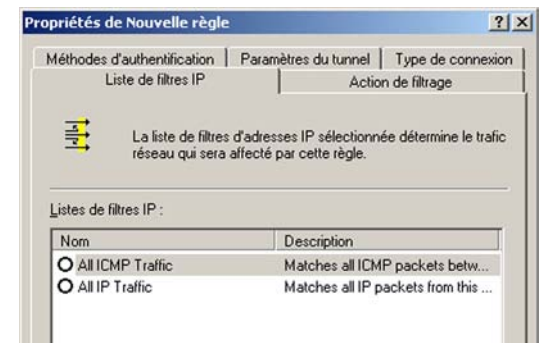 Propriétés de Nouvelle règle
Méthodes d'authentification Paramètres du tunnel Type de connexion
Liste de filtres IP Action de filtrage
La liste de filtres d'adresses IP sélectionnée détermine le trafic
réseau qui sera affecté par cette règle.
Listes de filtres IP :
Nom Description
All ICMP Traffic Matches all ICMP packets betw...
All IP Traffic Matches all IP packets from this ...